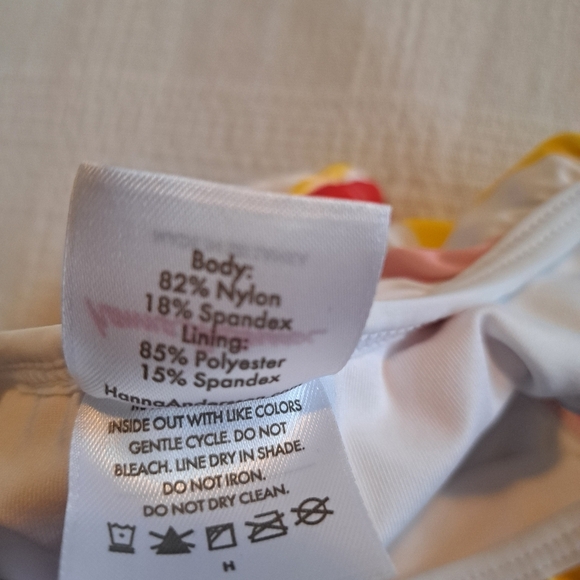 Body:
82% Nylon
18% Spandex
Lining:
85% Polyester
15% Spandex
INSIDE OUT WITH LIKE COLORS
GENTLE CYCLE. DO NOT
BLEACH. LINE DRY IN SHADE.
DO NOT IRON.
DO NOT DRY CLEAN.
H